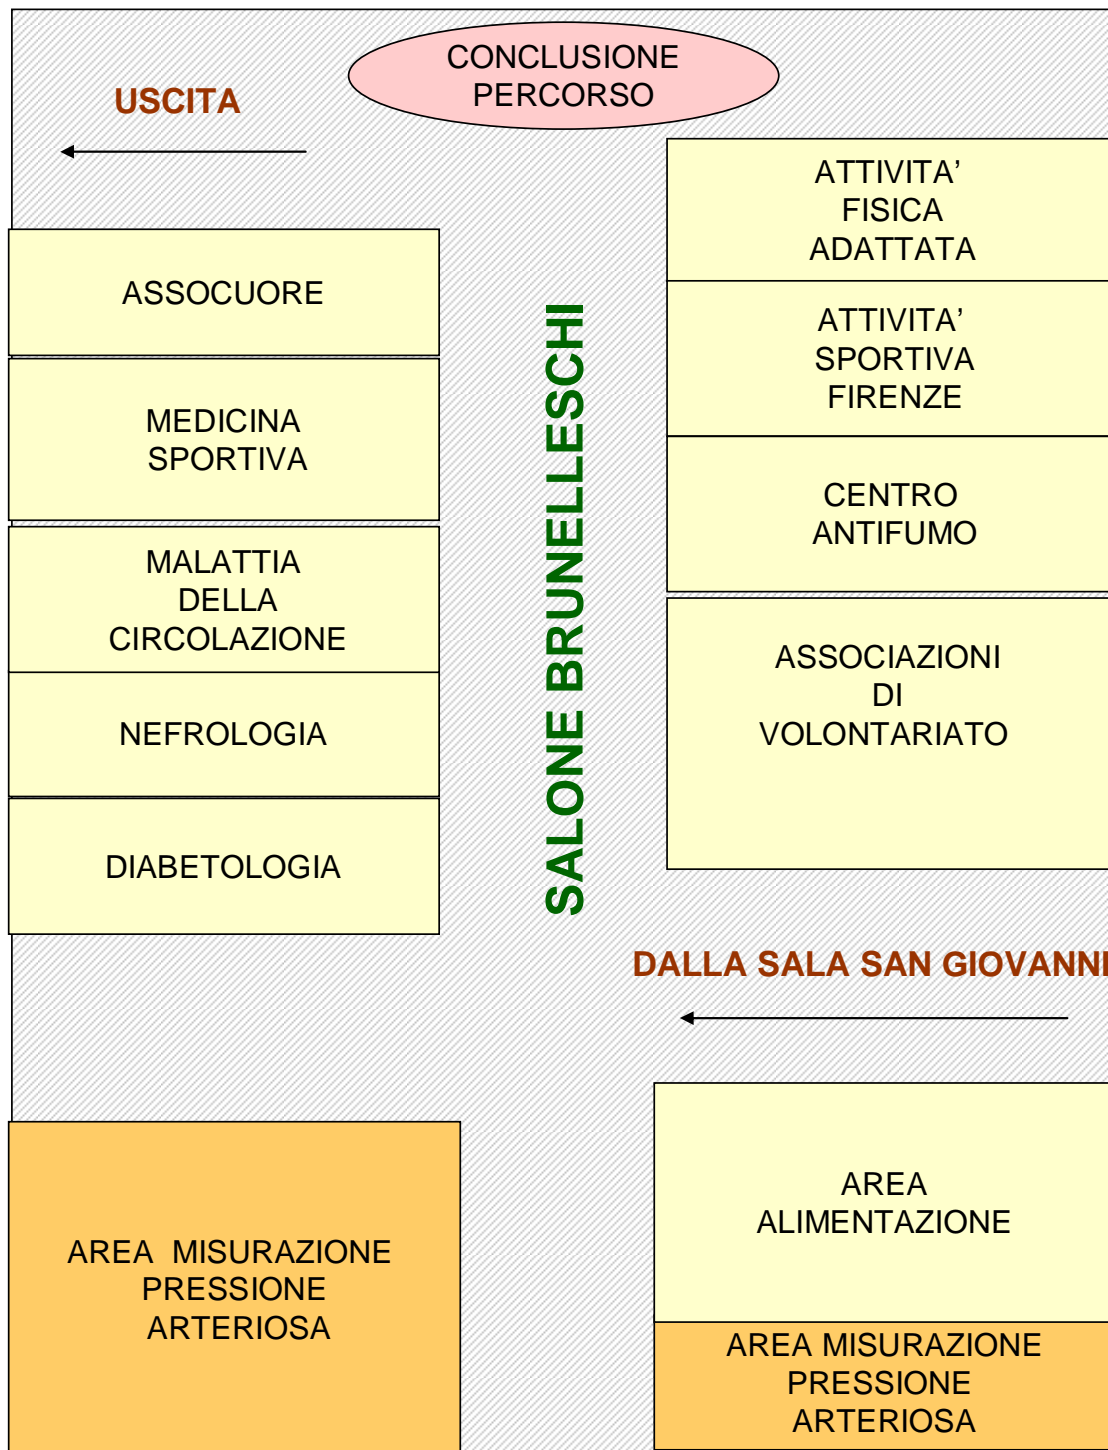 CONCLUSIONE
PERCORSO
USCITA
ATTIVITA’
FISICA
ADATTATA
ASSOCUORE
ATTIVITA’
SPORTIVA
FIRENZE
MEDICINA
SPORTIVA
CENTRO
ANTIFUMO
MALATTIA
DELLA
CIRCOLAZIONE
SALONE BRUNELLESCHI
ASSOCIAZIONI
DI
VOLONTARIATO
NEFROLOGIA
DIABETOLOGIA
DALLA SALA SAN GIOVANNI
AREA
ALIMENTAZIONE
AREA MISURAZIONE
PRESSIONE
ARTERIOSA
AREA MISURAZIONE
PRESSIONE
ARTERIOSA